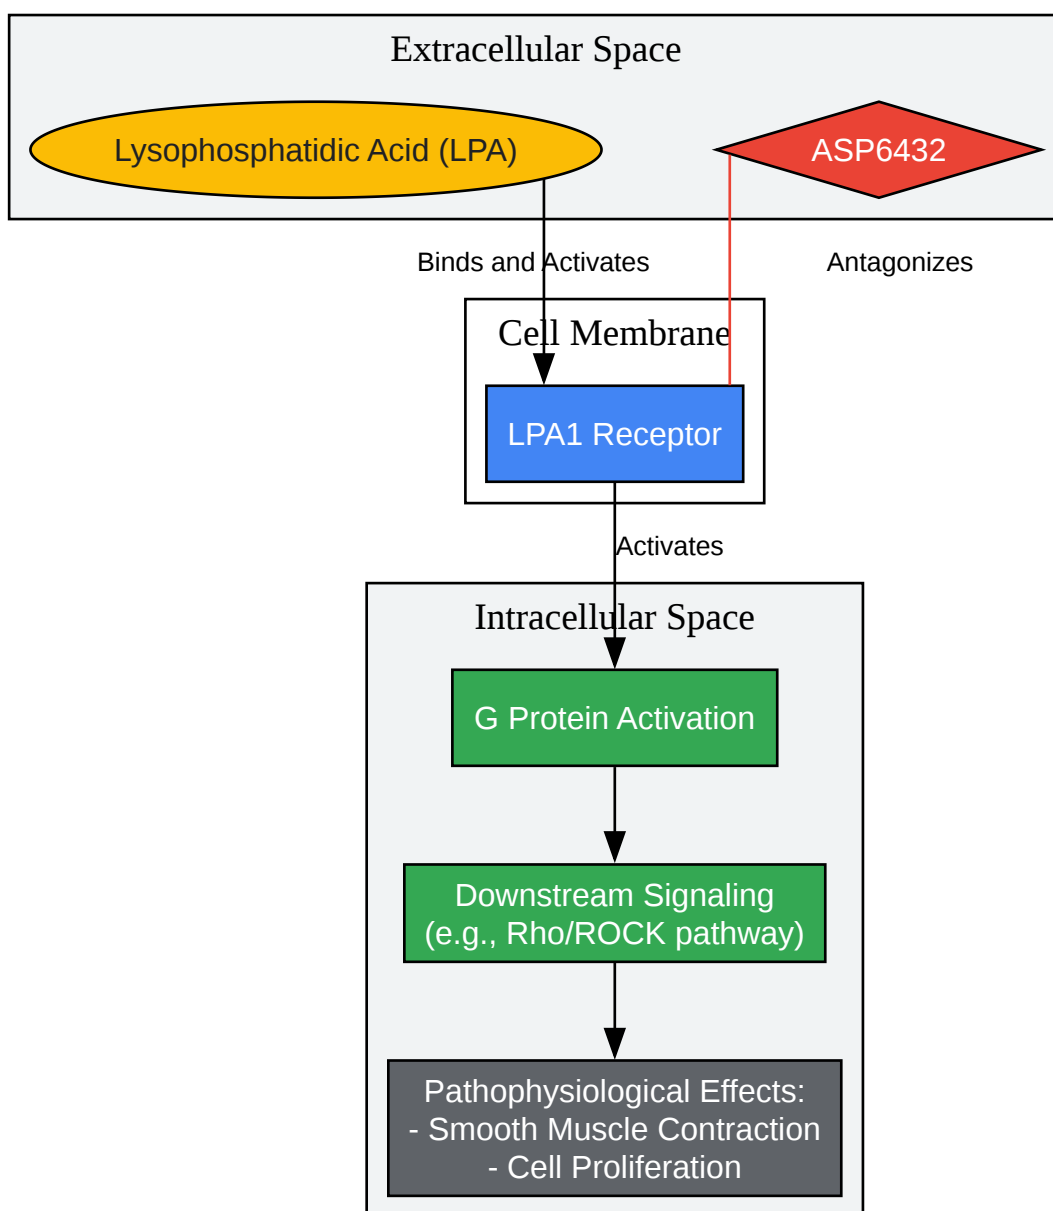 Extracellular Space
Lysophosphatidic Acid (LPA)
ASP6432
Binds and Activates
Antagonizes
Cell Membrane
LPA1 Receptor
Activates
Intracellular Space
G Protein Activation
Downstream Signaling
(e.g., Rho/ROCK pathway)
Pathophysiological Effects:
- Smooth Muscle Contraction
- Cell Proliferation